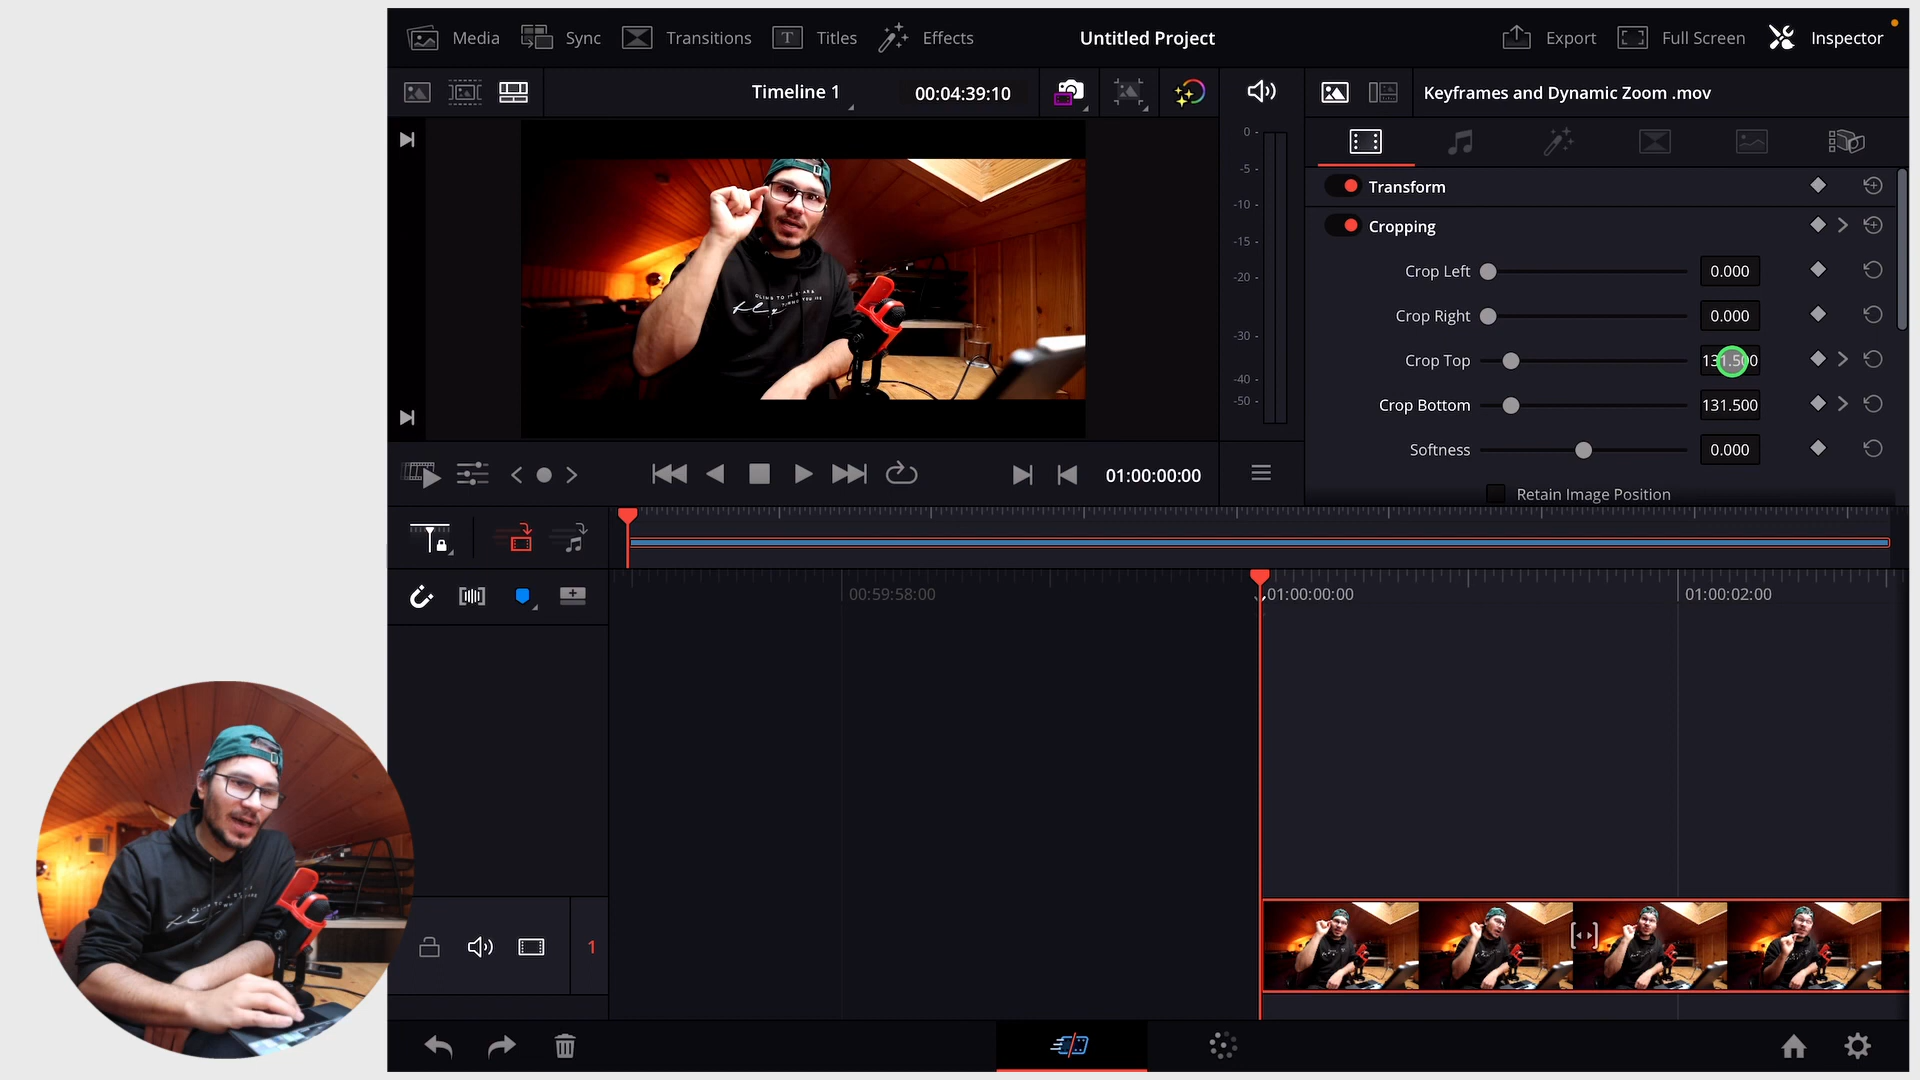 Media Sync Transitions Titles Effects Untitled Project Export Full Screen Inspector
Timeline 1 00:04:39:10 Keyframes and Dynamic Zoom .mov
0
-5
-10
-15
-20
-30
-40
-50
Transform
Cropping
Crop Left 0.000
Crop Right 0.000
Crop Top 131.500
Crop Bottom 131.500
Softness 0.000
Retain Image Position
01:00:00:00
00:59:58:00 01:00:00:00 01:00:02:00
1